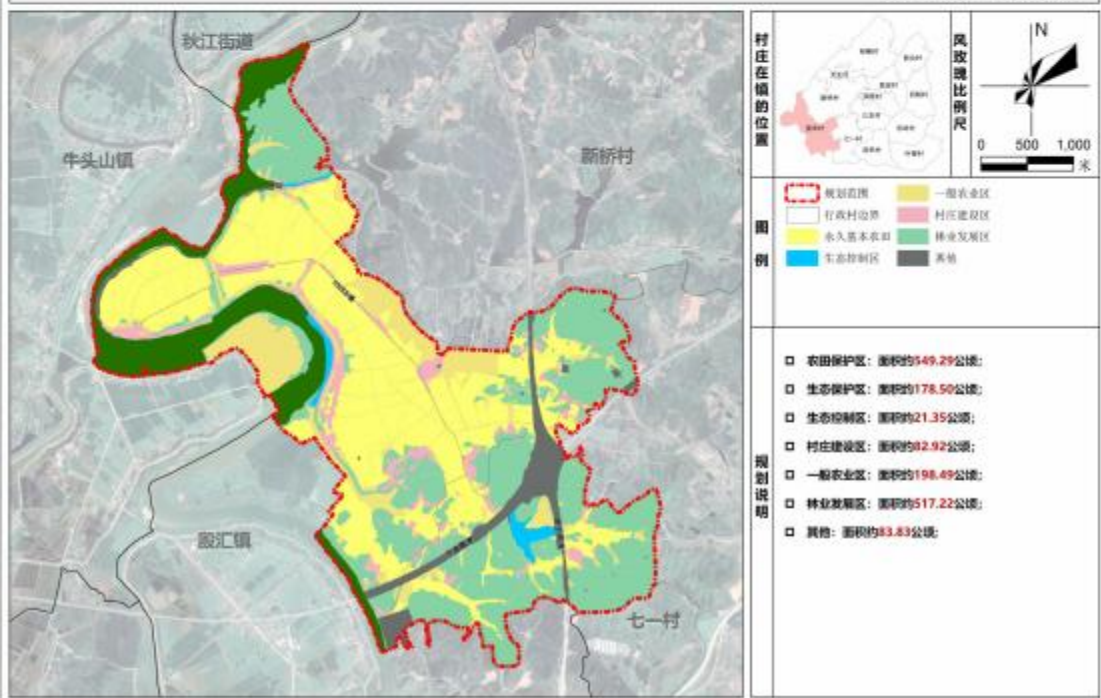 秋江街道
牛头山镇
新桥村
殷汇镇
七一村
村庄在镇的位置
七一村
风玫瑰比例尺
N
0 500 1,000
米
图例
规划范围
行政村边界
永久基本农田
生态控制区
一般农业区
村庄建设区
林业发展区
其他
规划说明
农田保护区：面积约549.29公顷;
生态保护区：面积约178.50公顷;
生态控制区：面积约21.35公顷;
村庄建设区：面积约82.92公顷;
一般农业区：面积约198.49公顷;
林业发展区：面积约517.22公顷;
其他：面积约83.83公顷;